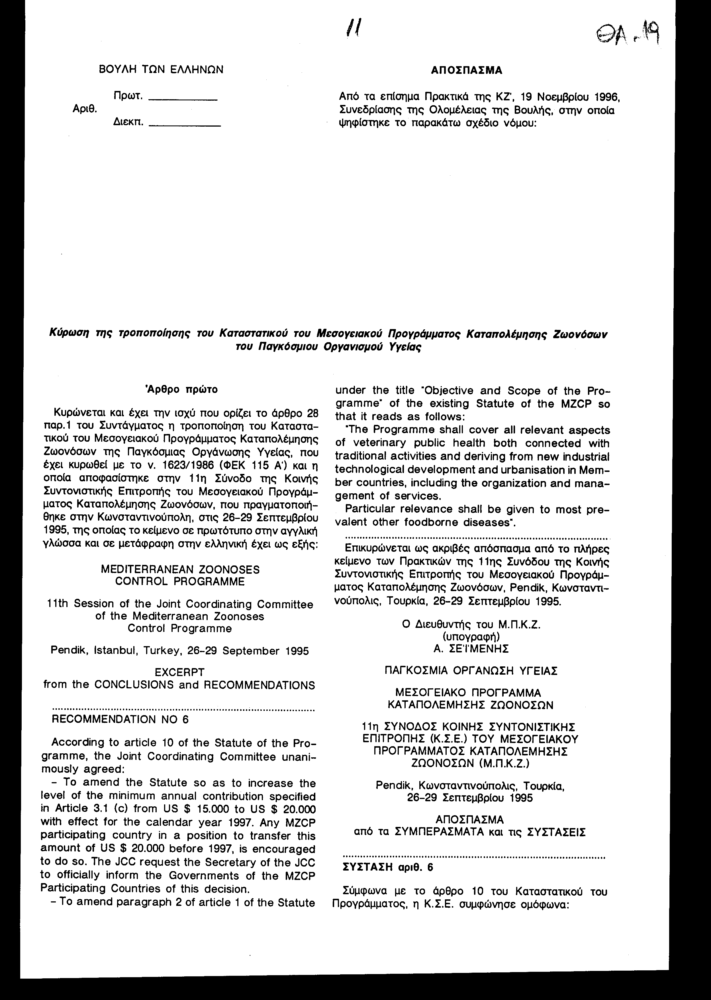 11
ΘΑ-19
ΒΟΥΛΗ ΤΩΝ ΕΛΛΗΝΩΝ
Πρωτ.
Αριθ.
Διεκπ.
ΑΠΟΣΠΑΣΜΑ
Από τα επίσημα Πρακτικά της ΚΖ', 19 Νοεμβρίου 1996,
Συνεδρίασης της Ολομέλειας της Βουλής, στην οποία
ψηφίστηκε το παρακάτω σχέδιο νόμου:
Κύρωση της τροποποίησης του Καταστατικού του Μεσογειακού Προγράμματος Καταπολέμησης Ζωονόσων
του Παγκόσμιου Οργανισμού Υγείας
'Αρθρο πρώτο
Κυρώνεται και έχει την ισχύ που ορίζει το άρθρο 28
παρ.1 του Συντάγματος η τροποποίηση του Καταστα-
τικού του Μεσογειακού Προγράμματος Καταπολέμησης
Ζωονόσων της Παγκόσμιας Οργάνωσης Υγείας, που
έχει κυρωθεί με το ν. 1623/1986 (ΦΕΚ 115 Α') και η
οποία αποφασίστηκε στην 11η Σύνοδο της Κοινής
Συντονιστικής Επιτροπής του Μεσογειακού Προγράμ-
ματος Καταπολέμησης Ζωονόσων, που πραγματοποιή-
θηκε στην Κωνσταντινούπολη, στις 26-29 Σεπτεμβρίου
1995, της οποίας το κείμενο σε πρωτότυπο στην αγγλική
γλώσσα και σε μετάφραφη στην ελληνική έχει ως εξής:
MEDITERRANEAN ZOONOSES
CONTROL PROGRAMME
11th Session of the Joint Coordinating Committee
of the Mediterranean Zoonoses
Control Programme
Pendik, Istanbul, Turkey, 26-29 September 1995
EXCERPT
from the CONCLUSIONS and RECOMMENDATIONS
RECOMMENDATION NO 6
According to article 10 of the Statute of the Pro-
gramme, the Joint Coordinating Committee unani-
mously agreed:
- To amend the Statute so as to increase the
level of the minimum annual contribution specified
in Article 3.1 (c) from US $ 15.000 to US $ 20.000
with effect for the calendar year 1997. Any MZCP
participating country in a position to transfer this
amount of US $ 20.000 before 1997, is encouraged
to do so. The JCC request the Secretary of the JCC
to officially inform the Governments of the MZCP
Participating Countries of this decision.
- To amend paragraph 2 of article 1 of the Statute
under the title "Objective and Scope of the Pro-
gramme" of the existing Statute of the MZCP so
that it reads as follows:
"The Programme shall cover all relevant aspects
of veterinary public health both connected with
traditional activities and deriving from new industrial
technological development and urbanisation in Mem-
ber countries, including the organization and mana-
gement of services.
Particular relevance shall be given to most pre-
valent other foodborne diseases".
Επικυρώνεται ως ακριβές απόσπασμα από το πλήρες
κείμενο των Πρακτικών της 11ης Συνόδου της Κοινής
Συντονιστικής Επιτροπής του Μεσογειακού Προγράμ-
ματος Καταπολέμησης Ζωονόσων, Pendik, Κωνσταντι-
νούπολις, Τουρκία, 26-29 Σεπτεμβρίου 1995.
Ο Διευθυντής του Μ.Π.Κ.Ζ.
(υπογραφή)
Α. ΣΕΪΜΕΝΗΣ
ΠΑΓΚΟΣΜΙΑ ΟΡΓΑΝΩΣΗ ΥΓΕΙΑΣ
ΜΕΣΟΓΕΙΑΚΟ ΠΡΟΓΡΑΜΜΑ
ΚΑΤΑΠΟΛΕΜΗΣΗΣ ΖΩΟΝΟΣΩΝ
11η ΣΥΝΟΔΟΣ ΚΟΙΝΗΣ ΣΥΝΤΟΝΙΣΤΙΚΗΣ
ΕΠΙΤΡΟΠΗΣ (Κ.Σ.Ε.) ΤΟΥ ΜΕΣΟΓΕΙΑΚΟΥ
ΠΡΟΓΡΑΜΜΑΤΟΣ ΚΑΤΑΠΟΛΕΜΗΣΗΣ
ΖΩΟΝΟΣΩΝ (Μ.Π.Κ.Ζ.)
Pendik, Κωνσταντινούπολις, Τουρκία,
26-29 Σεπτεμβρίου 1995
ΑΠΟΣΠΑΣΜΑ
από τα ΣΥΜΠΕΡΑΣΜΑΤΑ και τις ΣΥΣΤΑΣΕΙΣ
ΣΥΣΤΑΣΗ αριθ. 6
Σύμφωνα με το άρθρο 10 του Καταστατικού του
Προγράμματος, η Κ.Σ.Ε. συμφώνησε ομόφωνα: